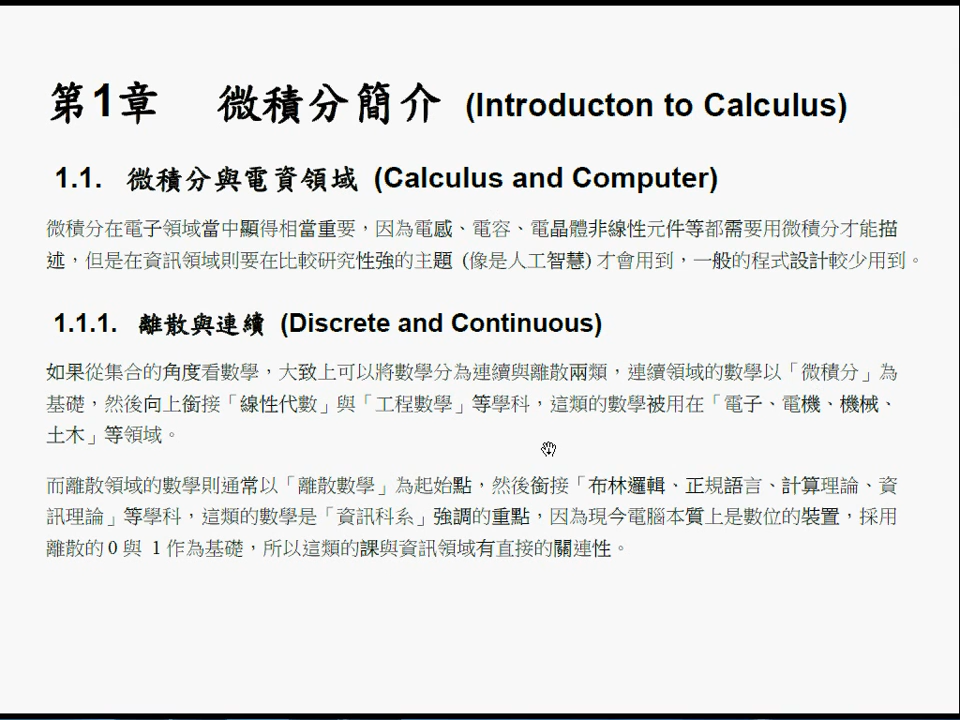 第1章 微積分簡介 (Introducton to Calculus)
1.1. 微積分與電資領域 (Calculus and Computer)
微積分在電子領域當中顯得相當重要，因為電感、電容、電晶體非線性元件等都需要用微積分才能描
述，但是在資訊領域則要在比較研究性強的主題 (像是人工智慧) 才會用到，一般的程式設計較少用到。
1.1.1. 離散與連續 (Discrete and Continuous)
如果從集合的角度看數學，大致上可以將數學分為連續與離散兩類，連續領域的數學以「微積分」為
基礎，然後向上銜接「線性代數」與「工程數學」等學科，這類的數學被用在「電子、電機、機械、
土木」等領域。
而離散領域的數學則通常以「離散數學」為起始點，然後銜接「布林邏輯、正規語言、計算理論、資
訊理論」等學科，這類的數學是「資訊科系」強調的重點，因為現今電腦本質上是數位的裝置，採用
離散的 0 與 1 作為基礎，所以這類的課與資訊領域有直接的關連性。